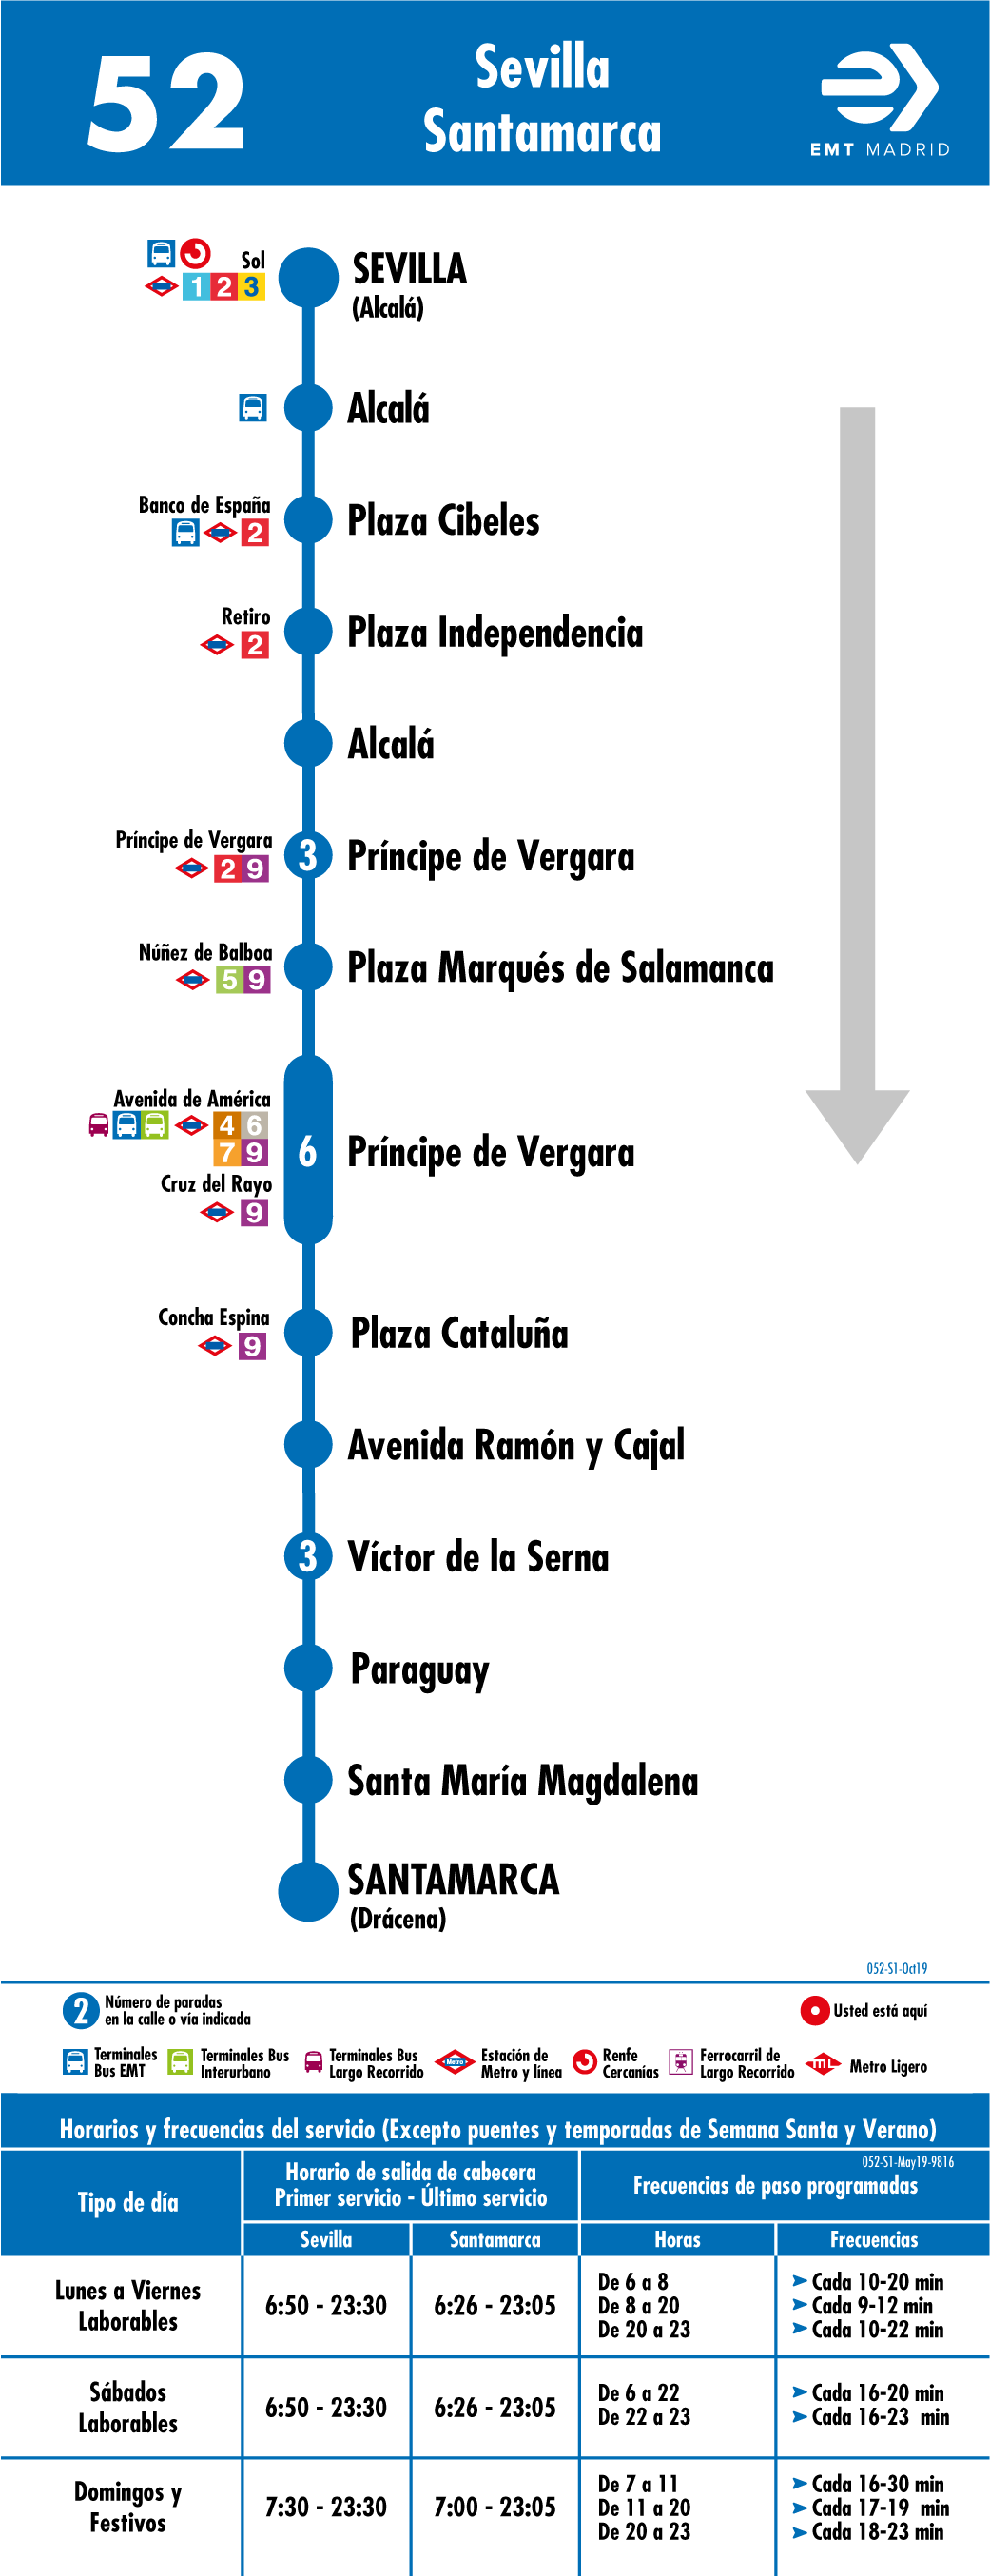 52
Sevilla
Santamarca
EMT MADRID
Sol
1 2 3
SEVILLA
(Alcalá)
Alcalá
Banco de España
2
Plaza Cibeles
Retiro
2
Plaza Independencia
Alcalá
Príncipe de Vergara
2 9
3
Príncipe de Vergara
Núñez de Balboa
5 9
Plaza Marqués de Salamanca
Avenida de América
4 6
7 9
Cruz del Rayo
9
6
Príncipe de Vergara
Concha Espina
9
Plaza Cataluña
Avenida Ramón y Cajal
3
Víctor de la Serna
Paraguay
Santa María Magdalena
SANTAMARCA
(Drácena)
052-S1-Oct19
2
Número de paradas
en la calle o vía indicada
Usted está aquí
Terminales
Bus EMT
Terminales Bus
Interurbano
Terminales Bus
Largo Recorrido
Metro
Estación de
Metro y línea
Renfe
Cercanías
Ferrocarril de
Largo Recorrido
ML
Metro Ligero
Horarios y frecuencias del servicio (Excepto puentes y temporadas de Semana Santa y Verano)
052-S1-May19-9816
Tipo de día
Horario de salida de cabecera
Primer servicio - Último servicio
Frecuencias de paso programadas
Sevilla
Santamarca
Horas
Frecuencias
Lunes a Viernes
Laborables
6:50 - 23:30
6:26 - 23:05
De 6 a 8
De 8 a 20
De 20 a 23
Cada 10-20 min
Cada 9-12 min
Cada 10-22 min
Sábados
Laborables
6:50 - 23:30
6:26 - 23:05
De 6 a 22
De 22 a 23
Cada 16-20 min
Cada 16-23 min
Domingos y
Festivos
7:30 - 23:30
7:00 - 23:05
De 7 a 11
De 11 a 20
De 20 a 23
Cada 16-30 min
Cada 17-19 min
Cada 18-23 min